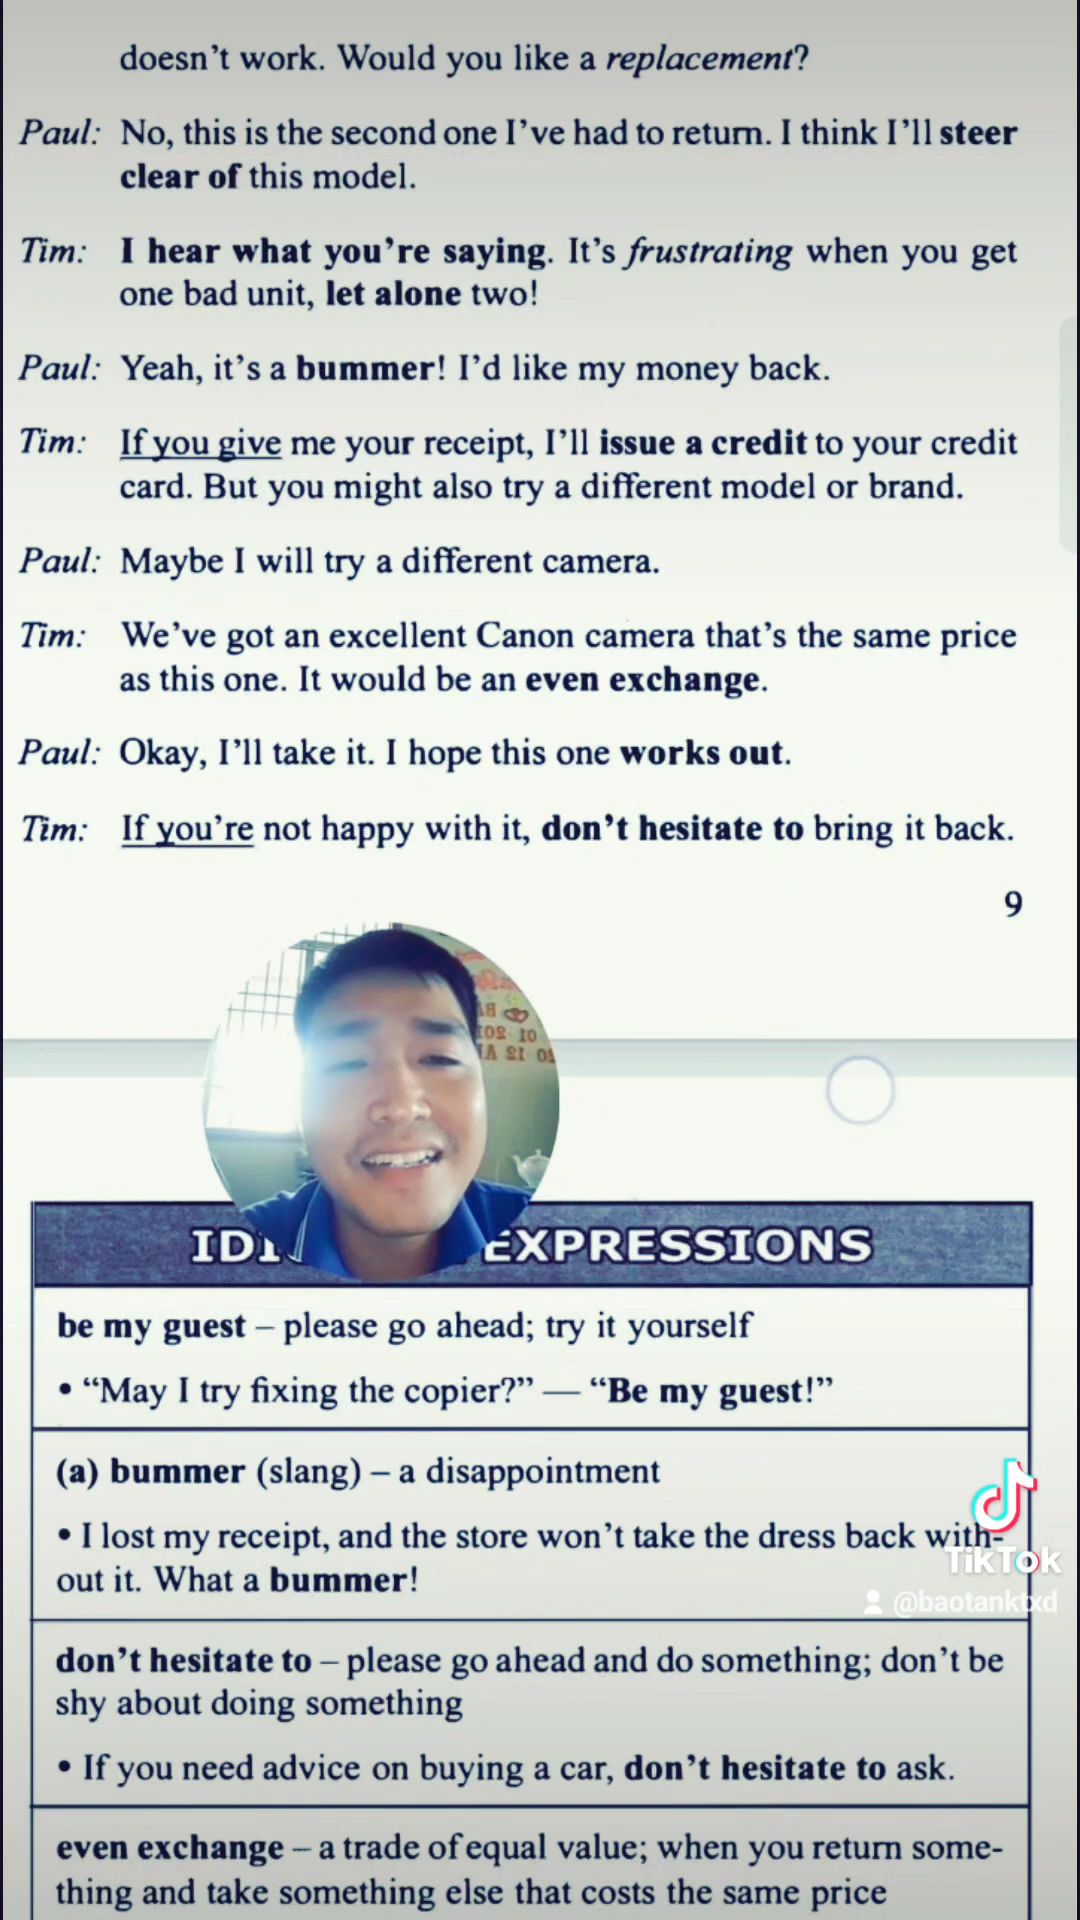 doesn't work. Would you like a replacement?
Paul: No, this is the second one I've had to return. I think I'll steer
clear of this model.
Tim: I hear what you're saying. It's frustrating when you get
one bad unit, let alone two!
Paul: Yeah, it's a bummer! I'd like my money back.
Tim: If you give me your receipt, I'll issue a credit to your credit
card. But you might also try a different model or brand.
Paul: Maybe I will try a different camera.
Tim: We've got an excellent Canon camera that's the same price
as this one. It would be an even exchange.
Paul: Okay, I'll take it. I hope this one works out.
Tim: If you're not happy with it, don't hesitate to bring it back.
9
EXPRESSIONS
be my guest – please go ahead; try it yourself
• “May I try fixing the copier?” — “Be my guest!”
(a) bummer (slang) – a disappointment
• I lost my receipt, and the store won't take the dress back with-
out it. What a bummer!
TikTok
@baotanktxd
don't hesitate to – please go ahead and do something; don't be
shy about doing something
• If you need advice on buying a car, don't hesitate to ask.
even exchange – a trade of equal value; when you return some-
thing and take something else that costs the same price